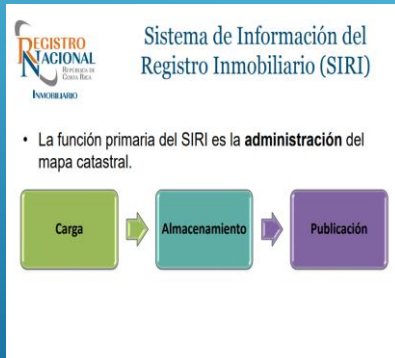 REGISTRO
NACIONAL
REPÚBLICA DE
COSTA RICA
INMOBILIARIO
Sistema de Información del
Registro Inmobiliario (SIRI)
• La función primaria del SIRI es la administración del
mapa catastral.
Carga
Almacenamiento
Publicación